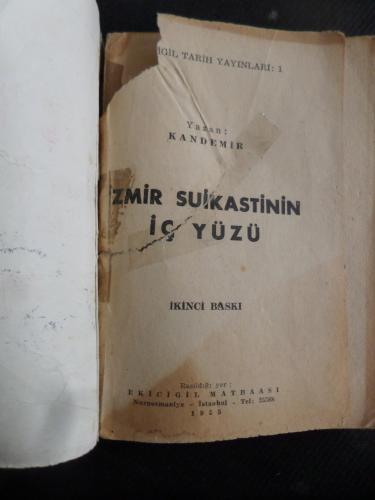 İGİL TARİH YAYINLARI: 1
Yazan:
KANDEMİR
İZMİR SUİKASTİNİN
İÇ YÜZÜ
İKİNCİ BASKI
Basıldığı yer:
EKİCİGİL MATBAASI
Nuruosmaniye - İstanbul - Tel:
1955